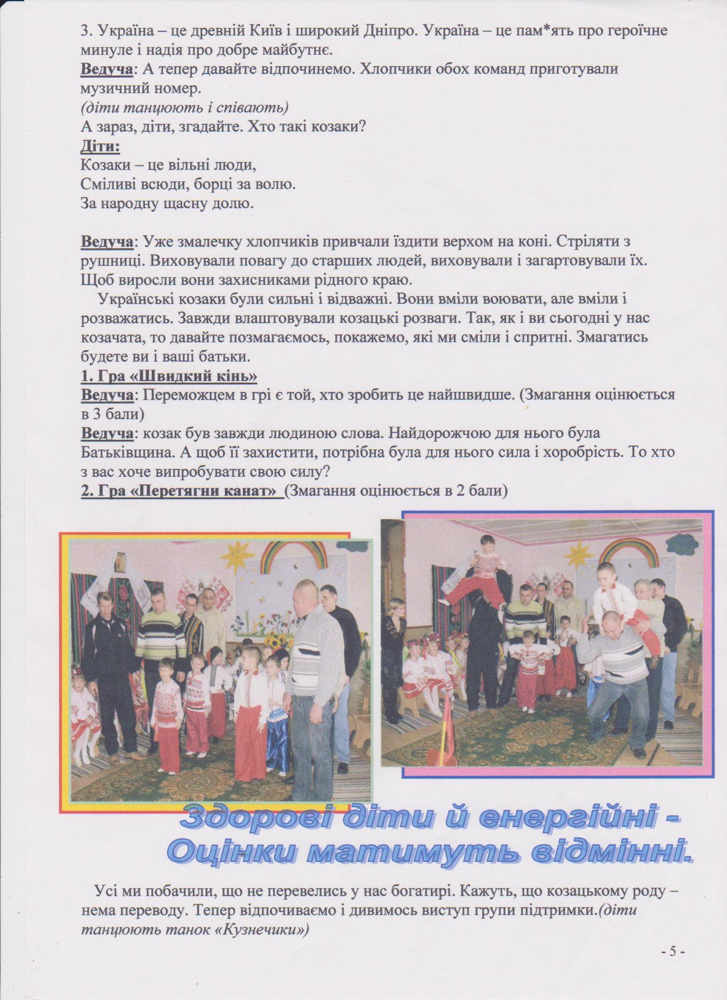 3. Україна – це древній Київ і широкий Дніпро. Україна – це пам*ять про героїчне
минуле і надія про добре майбутнє.
Ведуча: А тепер давайте відпочинемо. Хлопчики обох команд приготували
музичний номер.
(діти танцюють і співають)
А зараз, діти, згадайте. Хто такі козаки?
Діти:
Козаки – це вільні люди,
Сміливі всюди, борці за волю.
За народну щасну долю.
Ведуча: Уже змалечку хлопчиків привчали їздити верхом на коні. Стріляти з
рушниці. Виховували повагу до старших людей, виховували і загартовували їх.
Щоб виросли вони захисниками рідного краю.
Українські козаки були сильні і відважні. Вони вміли воювати, але вміли і
розважатись. Завжди влаштовували козацькі розваги. Так, як і ви сьогодні у нас
козачата, то давайте позмагаємось, покажемо, які ми сміли і спритні. Змагатись
будете ви і ваші батьки.
1. Гра «Швидкий кінь»
Ведуча: Переможцем в грі є той, хто зробить це найшвидше. (Змагання оцінюється
в 3 бали)
Ведуча: козак був завжди людиною слова. Найдорожчою для нього була
Батьківщина. А щоб її захистити, потрібна була для нього сила і хоробрість. То хто
з вас хоче випробувати свою силу?
2. Гра «Перетягни канат» (Змагання оцінюється в 2 бали)
Здорові діти й енергійні -
Оцінки матимуть відмінні.
Усі ми побачили, що не перевелись у нас богатирі. Кажуть, що козацькому роду –
нема переводу. Тепер відпочиваємо і дивимось виступ групи підтримки.(діти
танцюють танок «Кузнечики»)
- 5 -